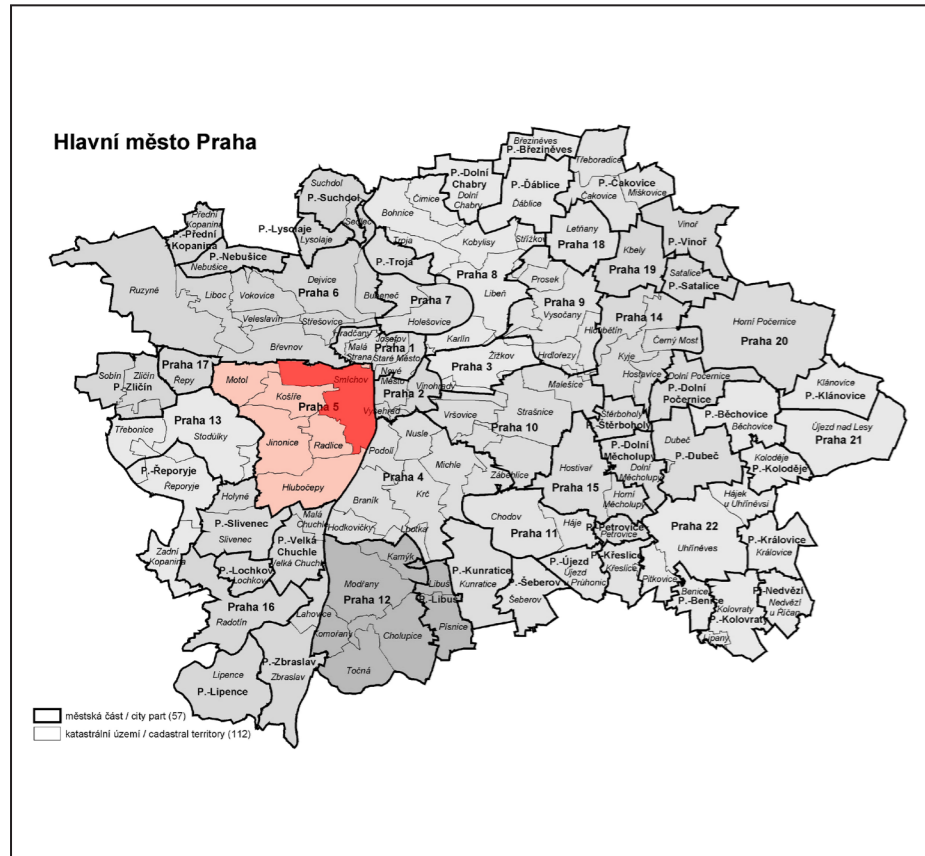 Hlavní město Praha
Březiněves
P.-Březiněves
Třeboradice
P.-Dolní
Chabry
Dolní
Chabry
P.-Ďáblice
Ďáblice
P.-Čakovice
Čakovice
Miškovice
Suchdol
P.-Suchdol
Sedlec
Čimice
Bohnice
Přední
Kopanina
P.-Přední
Kopanina
P.-Lysolaje
Lysolaje
P.-Nebušice
Nebušice
Troja
P.-Troja
Kobylisy
Střížkov
Letňany
Praha 18
Kbely
Praha 19
Vinoř
P.-Vinoř
Satalice
P.-Satalice
Ruzyně
Liboc
Vokovice
Dejvice
Praha 6
Veleslavín
Střešovice
Břevnov
Bubeneč
Praha 7
Holešovice
Praha 8
Libeň
Karlín
Prosek
Praha 9
Vysočany
Hrdlořezy
Hloubětín
Praha 14
Kyje
Černý Most
Hostavice
Horní Počernice
Praha 20
Hradčany
Praha 1
Josefov
Malá
Strana
Staré Město
Nové
Město
Praha 2
Vinohrady
Vyšehrad
Žižkov
Praha 3
Malešice
Strašnice
Vršovice
Praha 10
Záběhlice
Dolní Počernice
P.-Dolní
Počernice
Klánovice
P.-Klánovice
P.-Běchovice
Běchovice
Újezd nad Lesy
Praha 21
Koloděje
P.-Koloděje
Sobín
Zličín
P.-Zličín
Praha 17
Řepy
Motol
Smíchov
Košíře
Praha 5
Jinonice
Radlice
Hlubočepy
Praha 13
Třebonice
Stodůlky
P.-Řeporyje
Řeporyje
Zadní
Kopanina
Holyně
P.-Slivenec
Slivenec
Malá
Chuchle
P.-Velká
Chuchle
Velká Chuchle
P.-Lochkov
Lochkov
Praha 16
Radotín
Lahovice
P.-Zbraslav
Zbraslav
Lipence
P.-Lipence
Podolí
Nusle
Michle
Praha 4
Braník
Krč
Hodkovičky
Lhotka
Kamýk
Modřany
Praha 12
Komořany
Cholupice
Točná
Libuš
P.-Libuš
Písnice
P.-Kunratice
Kunratice
Chodov
Háje
Praha 11
P.-Šeberov
Šeberov
P.-Újezd
Újezd
u Průhonic
P.-Křeslice
Křeslice
P.-Petrovice
Petrovice
Hostivař
Praha 15
Horní
Měcholupy
Štěrboholy
P.-Štěrboholy
P.-Dolní
Měcholupy
Dolní
Měcholupy
Dubeč
P.-Dubeč
Hájek
u Uhříněvsi
Praha 22
Uhříněves
Pitkovice
Benice
P.-Benice
P.-Královice
Královice
P.-Nedvězí
Nedvězí
u Říčan
Kolovraty
P.-Kolovraty
Lipany
městská část / city part (57)
katastrální území / cadastral territory (112)